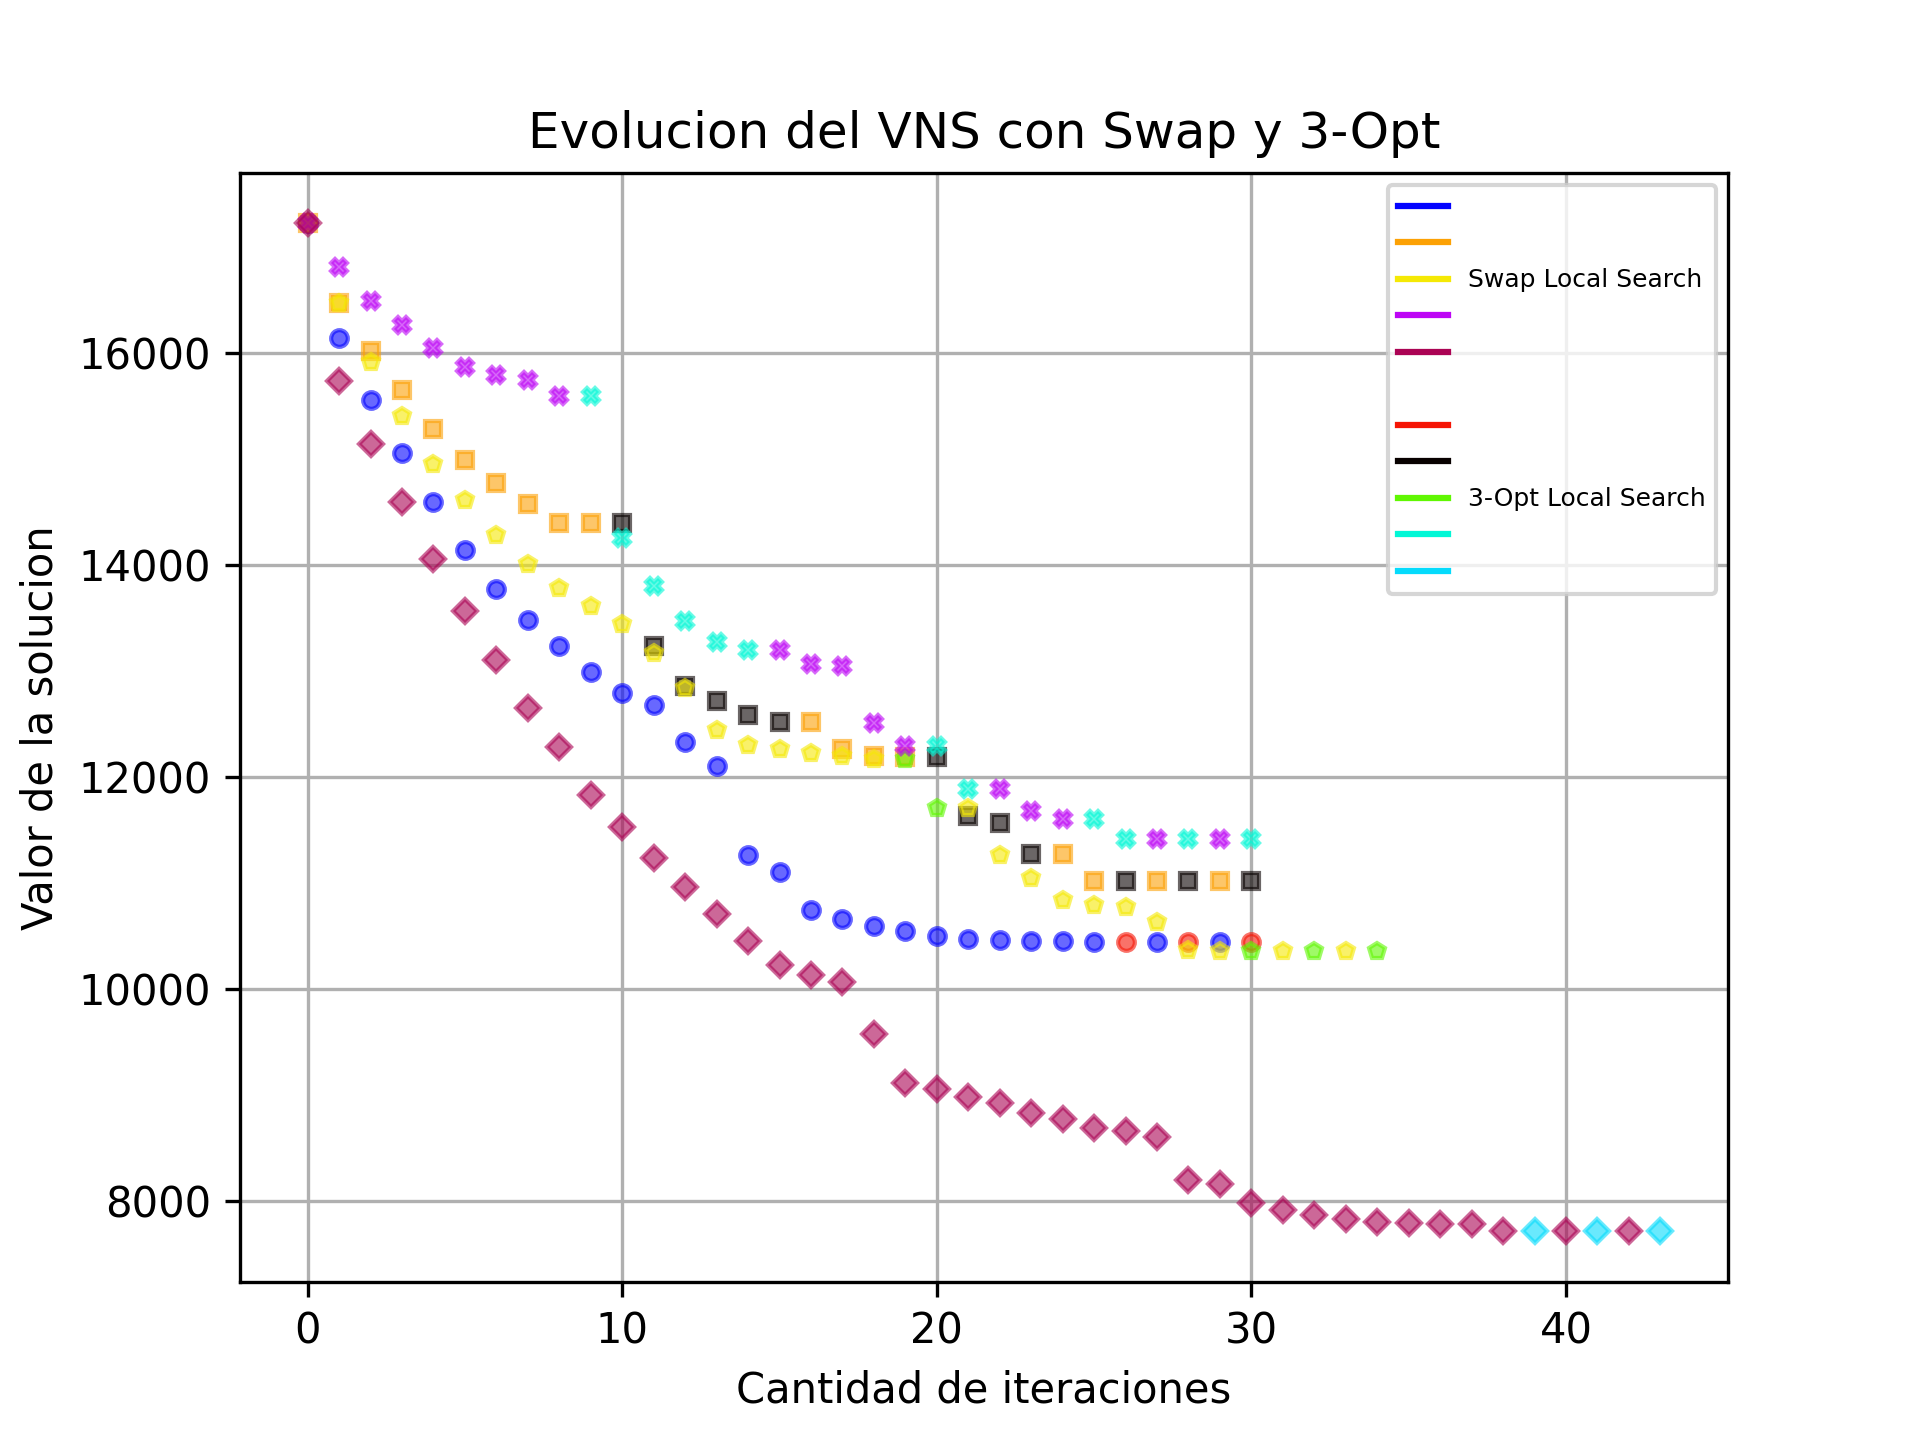 Evolucion del VNS con Swap y 3-Opt
Swap Local Search
3-Opt Local Search
Valor de la solucion
16000
14000
12000
10000
8000
0 10 20 30 40
Cantidad de iteraciones